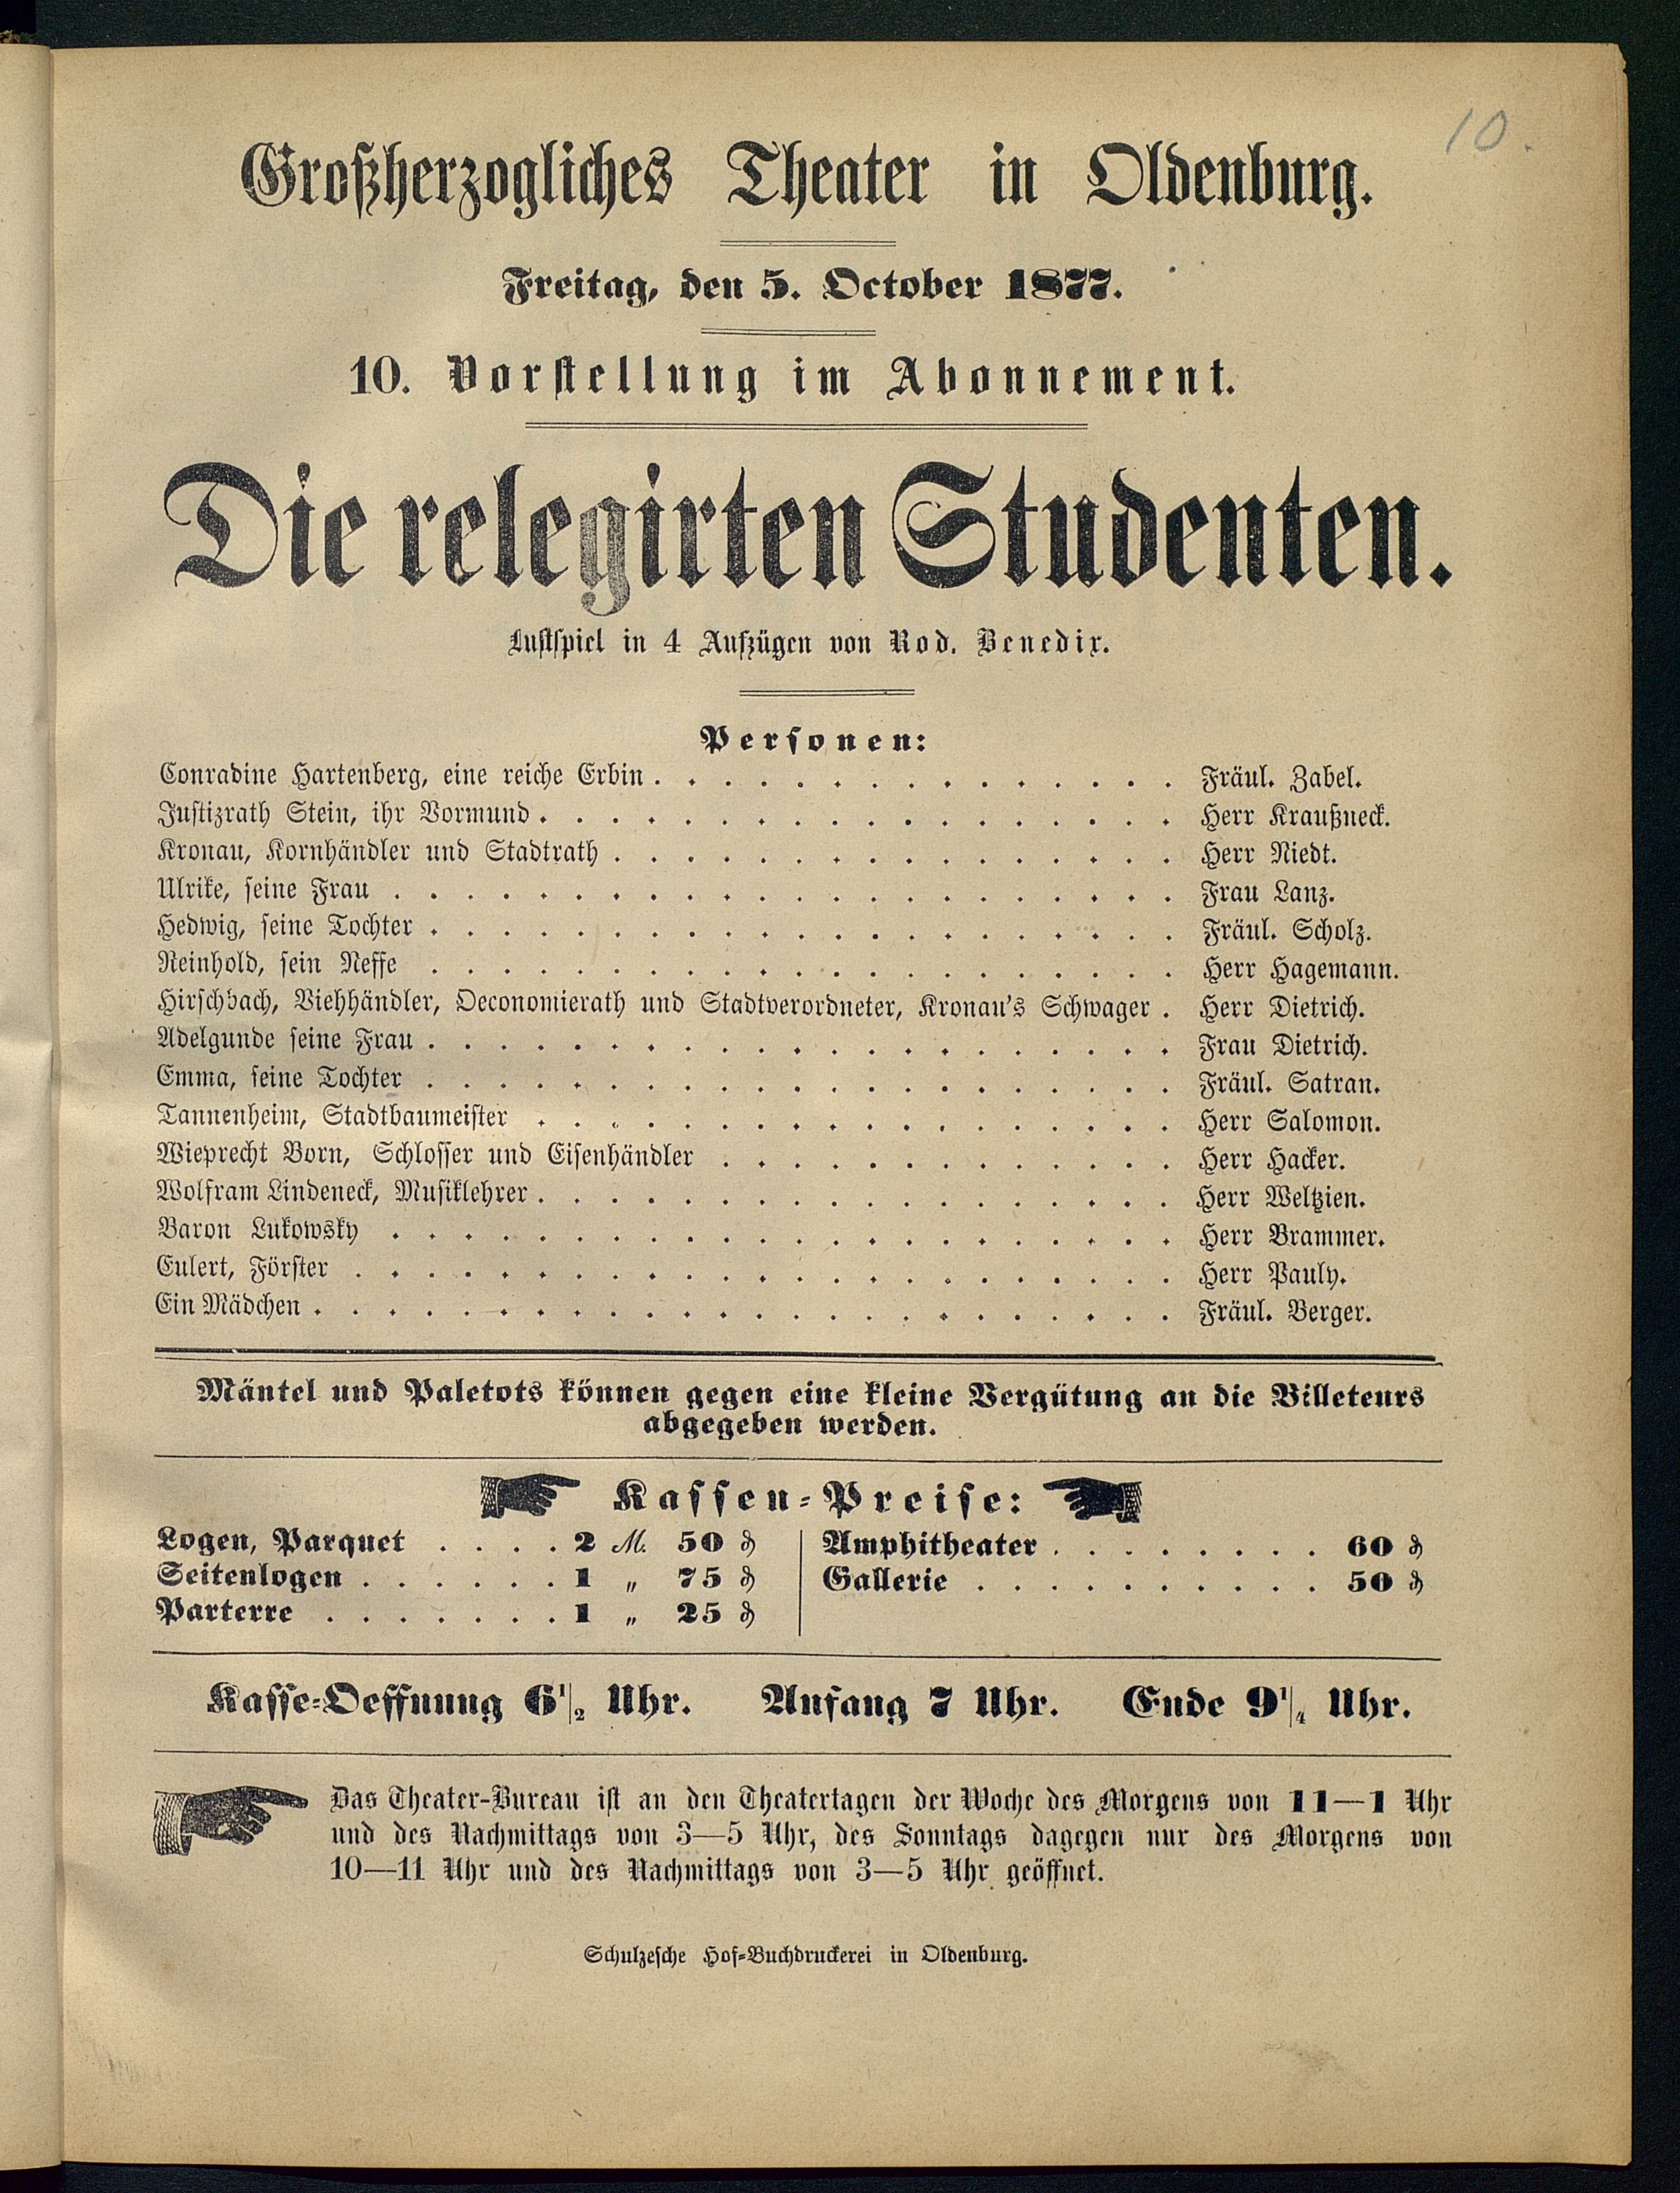 10.
Großherzogliches Theater in Oldenburg.
Freitag, den 5. October 1877.
10. Vorstellung im Abonnement.
Die relegirten Studenten.
Lustspiel in 4 Aufzügen von Rod. Benedix.
Personen:
Conradine Hartenberg, eine reiche Erbin . . . . . . . . . . . . . . . Fräul. Zabel.
Justizrath Stein, ihr Vormund . . . . . . . . . . . . . . . . . . Herr Kraußneck.
Kronau, Kornhändler und Stadtrath . . . . . . . . . . . . . . . . Herr Niedt.
Ulrike, seine Frau . . . . . . . . . . . . . . . . . . . . . . Frau Lanz.
Hedwig, seine Tochter . . . . . . . . . . . . . . . . . . . . . Fräul. Scholz.
Reinhold, sein Neffe . . . . . . . . . . . . . . . . . . . . . Herr Hagemann.
Hirschbach, Viehhändler, Oeconomierath und Stadtverordneter, Kronau's Schwager . Herr Dietrich.
Adelgunde seine Frau . . . . . . . . . . . . . . . . . . . . . Frau Dietrich.
Emma, seine Tochter . . . . . . . . . . . . . . . . . . . . . Fräul. Satran.
Tannenheim, Stadtbaumeister . . . . . . . . . . . . . . . . . . Herr Salomon.
Wieprecht Born, Schlosser und Eisenhändler . . . . . . . . . . . . . Herr Hacker.
Wolfram Lindeneck, Musiklehrer . . . . . . . . . . . . . . . . . . Herr Weltzien.
Baron Lukowsky . . . . . . . . . . . . . . . . . . . . . . Herr Brammer.
Eulert, Förster . . . . . . . . . . . . . . . . . . . . . . . Herr Pauly.
Ein Mädchen . . . . . . . . . . . . . . . . . . . . . . . . Fräul. Berger.
Mäntel und Paletots können gegen eine kleine Vergütung an die Billeteurs
abgegeben werden.
Kassen-Preise:
Logen, Parquet . . . . 2 M. 50 ₰
Seitenlogen . . . . . . 1 „ 75 ₰
Parterre . . . . . . . 1 „ 25 ₰
Amphitheater . . . . . . . . 60 ₰
Gallerie . . . . . . . . . . 50 ₰
Kasse-Oeffnung 6 1/2 Uhr. Anfang 7 Uhr. Ende 9 1/4 Uhr.
Das Theater-Bureau ist an den Theatertagen der Woche des Morgens von 11—1 Uhr
und des Nachmittags von 3—5 Uhr, des Sonntags dagegen nur des Morgens von
10—11 Uhr und des Nachmittags von 3—5 Uhr geöffnet.
Schulzesche Hof-Buchdruckerei in Oldenburg.